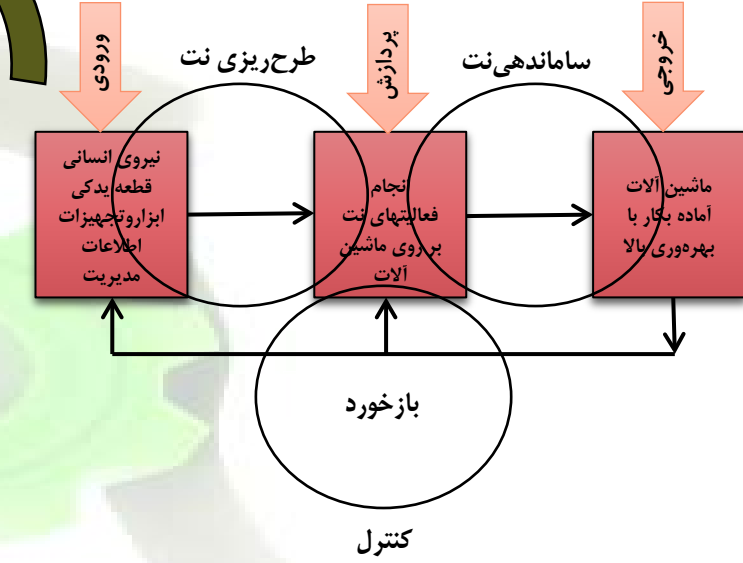 ورودی
پردازش
خروجی
طرح‌ریزی نت
ساماندهی‌نت
نیروی انسانی
قطعه یدکی
ابزاروتجهیزات
اطلاعات
مدیریت
انجام
فعالیتهای نت
بر روی ماشین
آلات
ماشین آلات
آماده بکار با
بهره‌وری بالا
بازخورد
کنترل